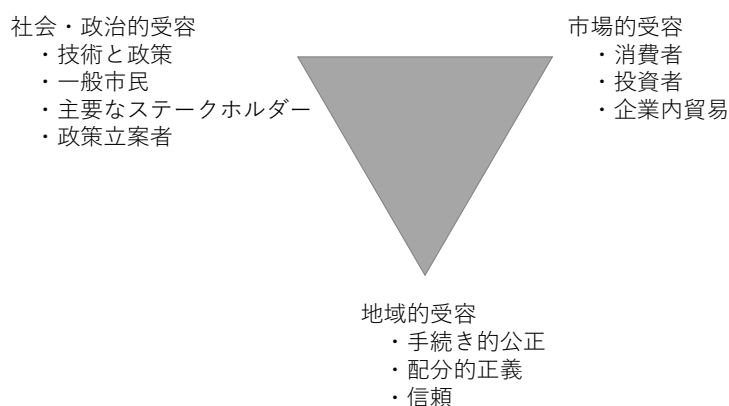 社会・政治的受容
・技術と政策
・一般市民
・主要なステークホルダー
・政策立案者
市場的受容
・消費者
・投資者
・企業内貿易
地域的受容
・手続き的公正
・配分的正義
・信頼